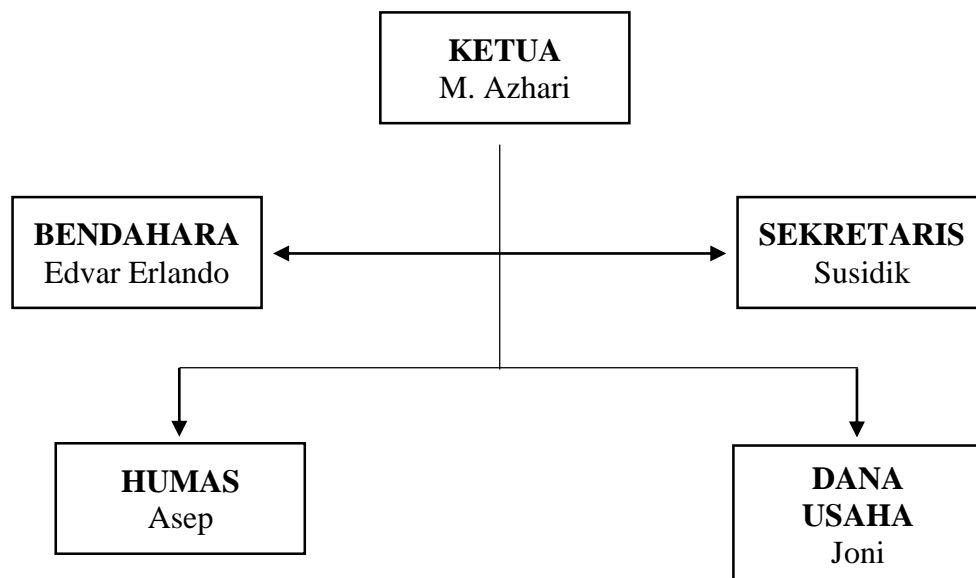 KETUA
M. Azhari
BENDAHARA
Edvar Erlando
SEKRETARIS
Susidik
HUMAS
Asep
DANA
USAHA
Joni